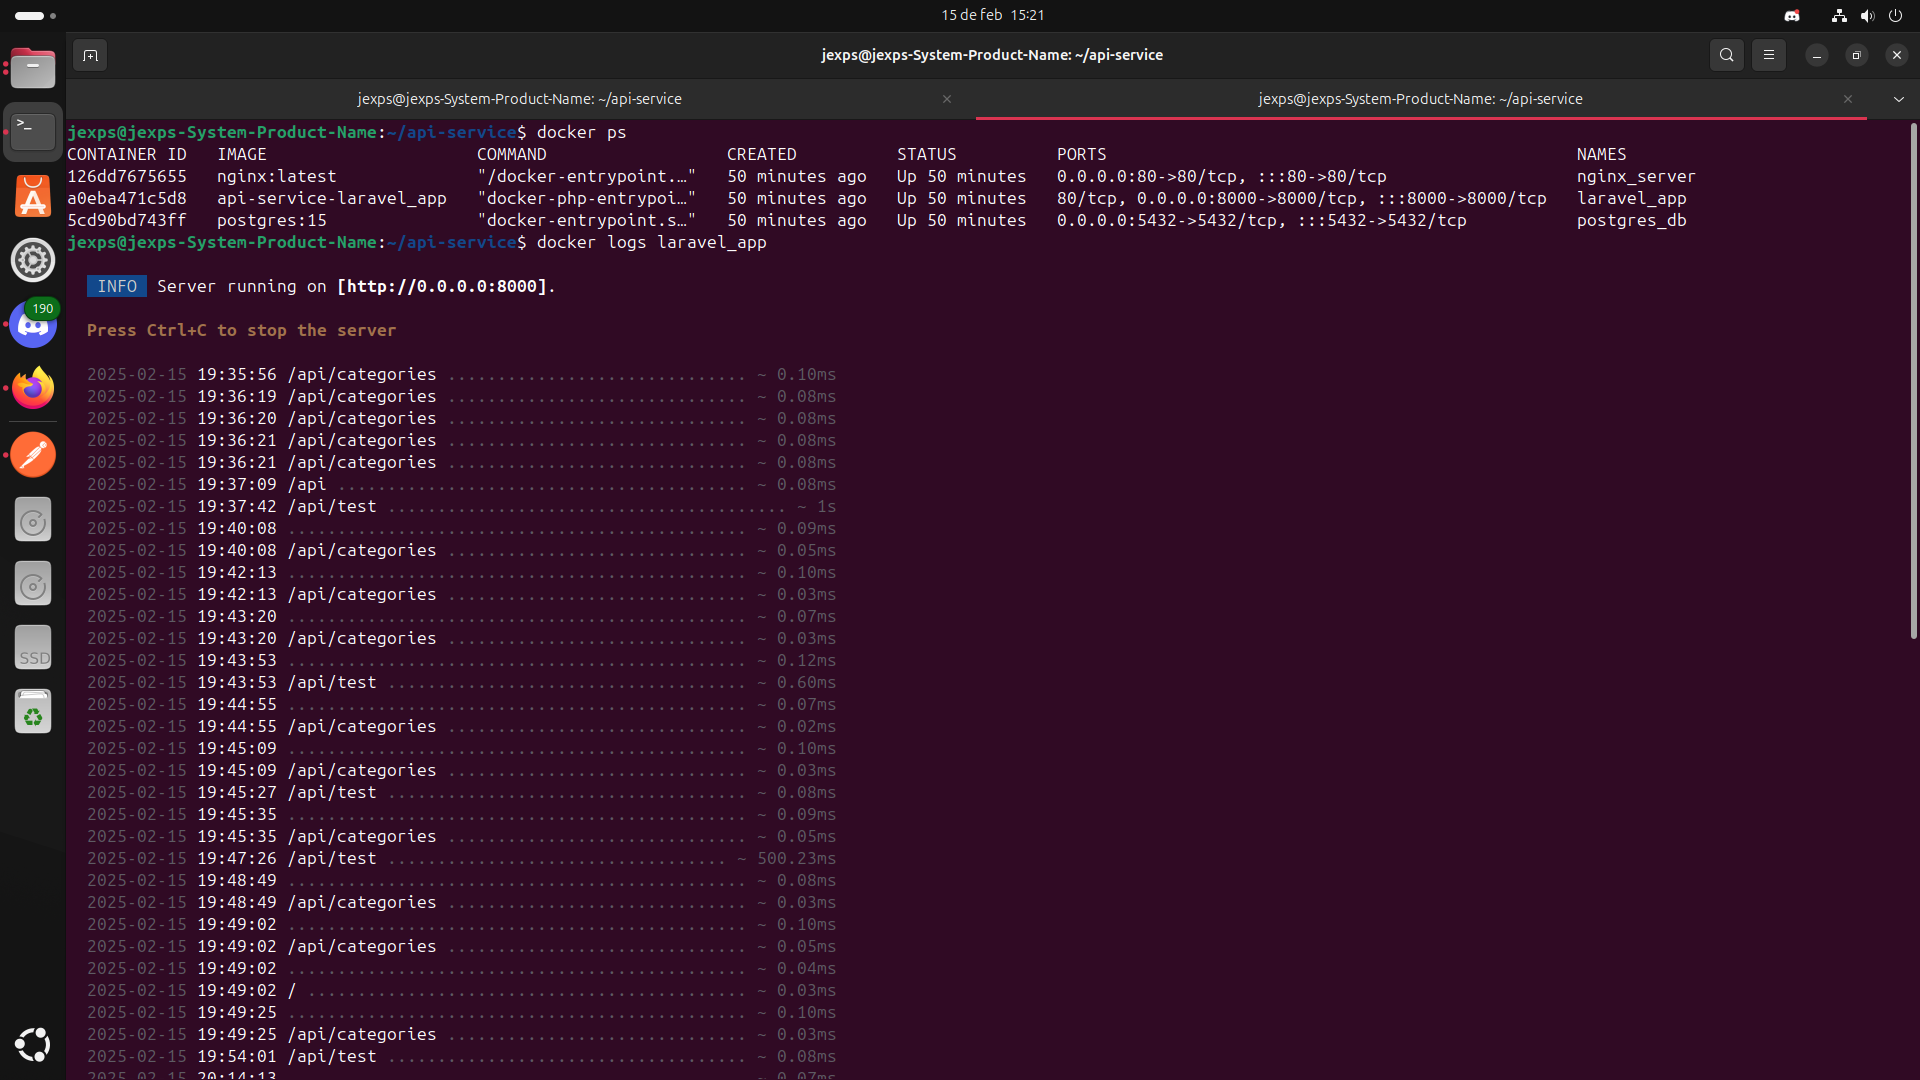 15 de feb 15:21
jexps@jexps-System-Product-Name: ~/api-service
jexps@jexps-System-Product-Name: ~/api-service
jexps@jexps-System-Product-Name: ~/api-service
jexps@jexps-System-Product-Name:~/api-service$ docker ps
CONTAINER ID IMAGE COMMAND CREATED STATUS PORTS NAMES
126dd7675655 nginx:latest "/docker-entrypoint.…" 50 minutes ago Up 50 minutes 0.0.0.0:80->80/tcp, :::80->80/tcp nginx_server
a0eba471c5d8 api-service-laravel_app "docker-php-entrypoi…" 50 minutes ago Up 50 minutes 80/tcp, 0.0.0.0:8000->8000/tcp, :::8000->8000/tcp laravel_app
5cd90bd743ff postgres:15 "docker-entrypoint.s…" 50 minutes ago Up 50 minutes 0.0.0.0:5432->5432/tcp, :::5432->5432/tcp postgres_db
jexps@jexps-System-Product-Name:~/api-service$ docker logs laravel_app
INFO Server running on [http://0.0.0.0:8000].
Press Ctrl+C to stop the server
2025-02-15 19:35:56 /api/categories .............................. ~ 0.10ms
2025-02-15 19:36:19 /api/categories .............................. ~ 0.08ms
2025-02-15 19:36:20 /api/categories .............................. ~ 0.08ms
2025-02-15 19:36:21 /api/categories .............................. ~ 0.08ms
2025-02-15 19:36:21 /api/categories .............................. ~ 0.08ms
2025-02-15 19:37:09 /api ......................................... ~ 0.08ms
2025-02-15 19:37:42 /api/test ........................................ ~ 1s
2025-02-15 19:40:08 .............................................. ~ 0.09ms
2025-02-15 19:40:08 /api/categories .............................. ~ 0.05ms
2025-02-15 19:42:13 .............................................. ~ 0.10ms
2025-02-15 19:42:13 /api/categories .............................. ~ 0.03ms
2025-02-15 19:43:20 .............................................. ~ 0.07ms
2025-02-15 19:43:20 /api/categories .............................. ~ 0.03ms
2025-02-15 19:43:53 .............................................. ~ 0.12ms
2025-02-15 19:43:53 /api/test .................................... ~ 0.60ms
2025-02-15 19:44:55 .............................................. ~ 0.07ms
2025-02-15 19:44:55 /api/categories .............................. ~ 0.02ms
2025-02-15 19:45:09 .............................................. ~ 0.10ms
2025-02-15 19:45:09 /api/categories .............................. ~ 0.03ms
2025-02-15 19:45:27 /api/test .................................... ~ 0.08ms
2025-02-15 19:45:35 .............................................. ~ 0.09ms
2025-02-15 19:45:35 /api/categories .............................. ~ 0.05ms
2025-02-15 19:47:26 /api/test .................................. ~ 500.23ms
2025-02-15 19:48:49 .............................................. ~ 0.08ms
2025-02-15 19:48:49 /api/categories .............................. ~ 0.03ms
2025-02-15 19:49:02 .............................................. ~ 0.10ms
2025-02-15 19:49:02 /api/categories .............................. ~ 0.05ms
2025-02-15 19:49:02 .............................................. ~ 0.04ms
2025-02-15 19:49:02 / ............................................ ~ 0.03ms
2025-02-15 19:49:25 .............................................. ~ 0.10ms
2025-02-15 19:49:25 /api/categories .............................. ~ 0.03ms
2025-02-15 19:54:01 /api/test .................................... ~ 0.08ms
2025-02-15 20:14:13 .............................................. ~ 0.07ms
190
SSD